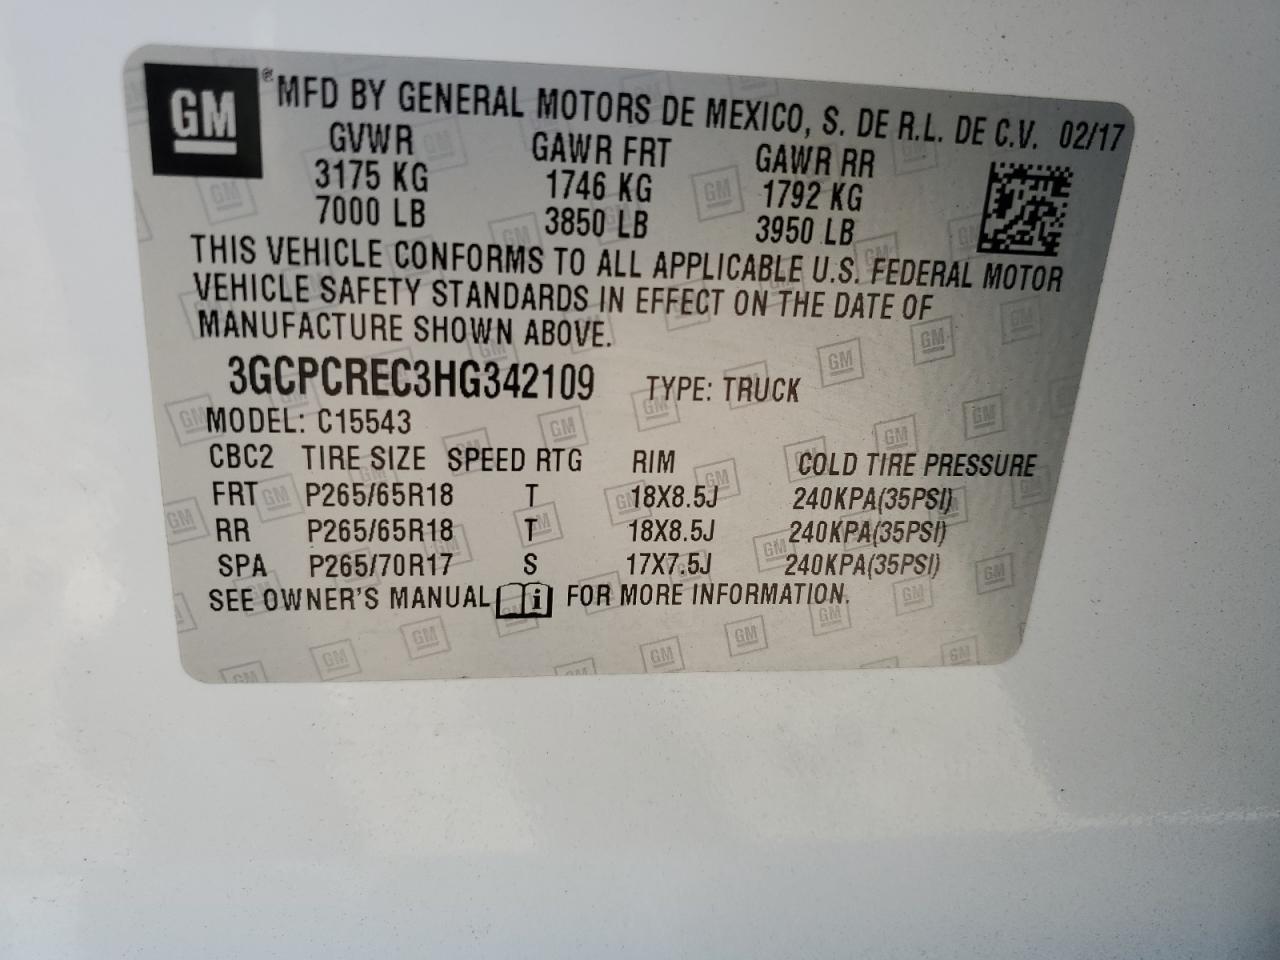 GM ® MFD BY GENERAL MOTORS DE MEXICO, S. DE R.L. DE C.V. 02/17
GVWR GAWR FRT GAWR RR
3175 KG 1746 KG 1792 KG
7000 LB 3850 LB 3950 LB
THIS VEHICLE CONFORMS TO ALL APPLICABLE U.S. FEDERAL MOTOR
VEHICLE SAFETY STANDARDS IN EFFECT ON THE DATE OF
MANUFACTURE SHOWN ABOVE.
3GCPCREC3HG342109 TYPE: TRUCK
MODEL: C15543
CBC2 TIRE SIZE SPEED RTG RIM COLD TIRE PRESSURE
FRT P265/65R18 T 18X8.5J 240KPA(35PSI)
RR P265/65R18 T 18X8.5J 240KPA(35PSI)
SPA P265/70R17 S 17X7.5J 240KPA(35PSI)
SEE OWNER'S MANUAL i FOR MORE INFORMATION.